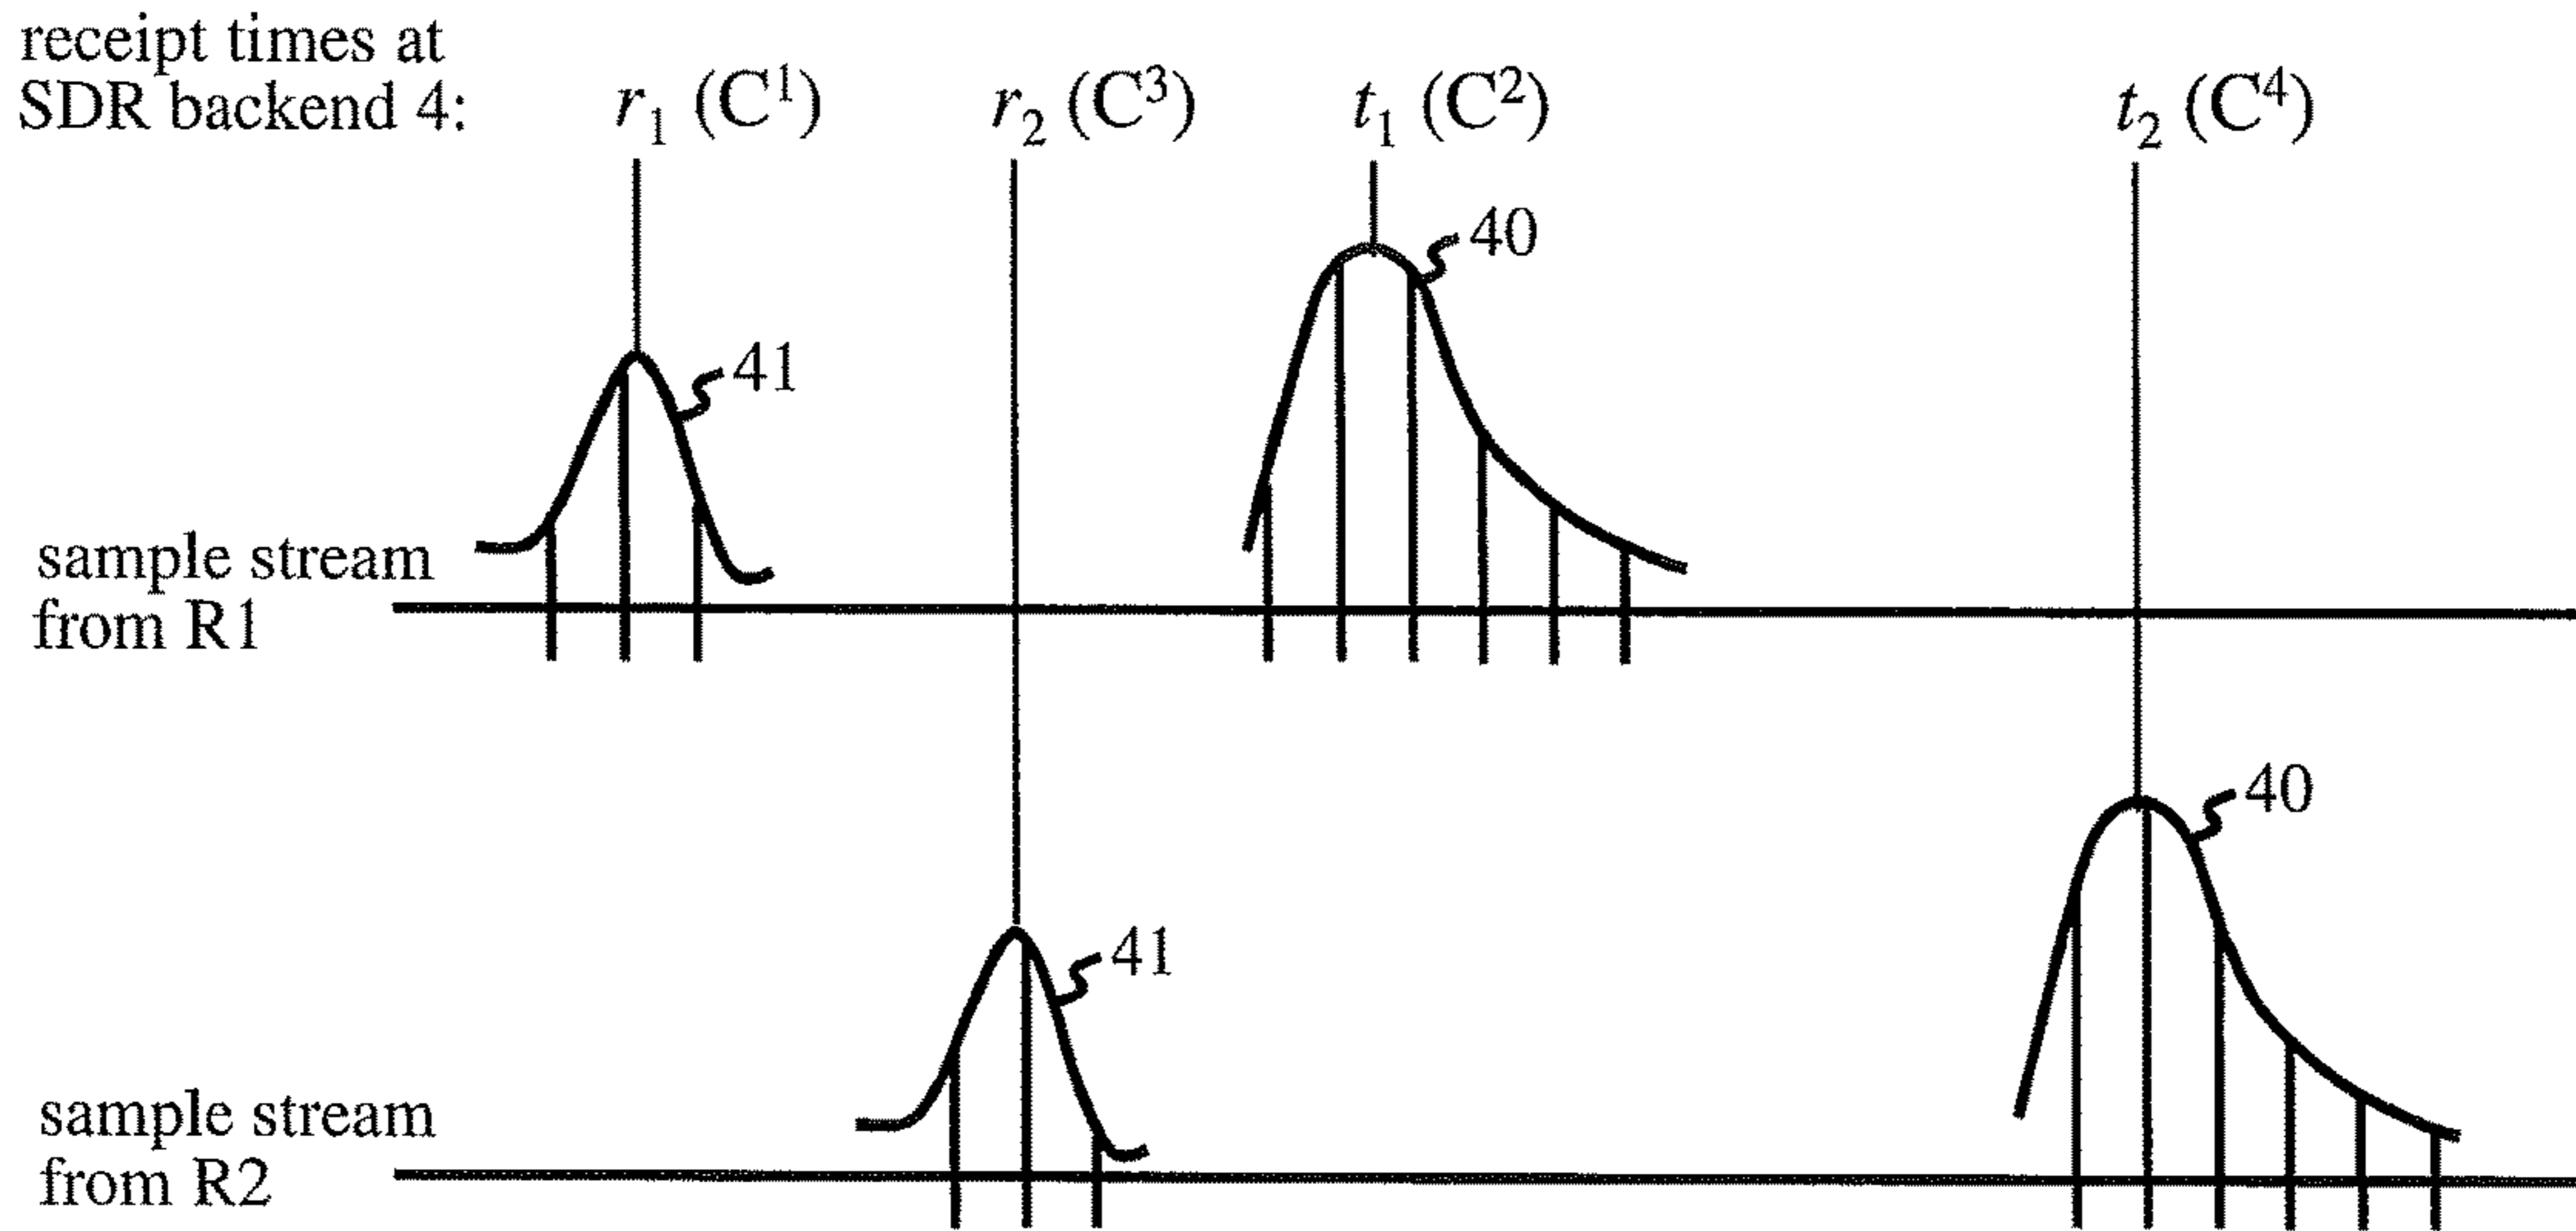 receipt times at
SDR backend 4:
r₁ (C¹)
r₂ (C³)
t₁ (C²)
t₂ (C⁴)
40
41
sample stream
from R1
40
41
sample stream
from R2